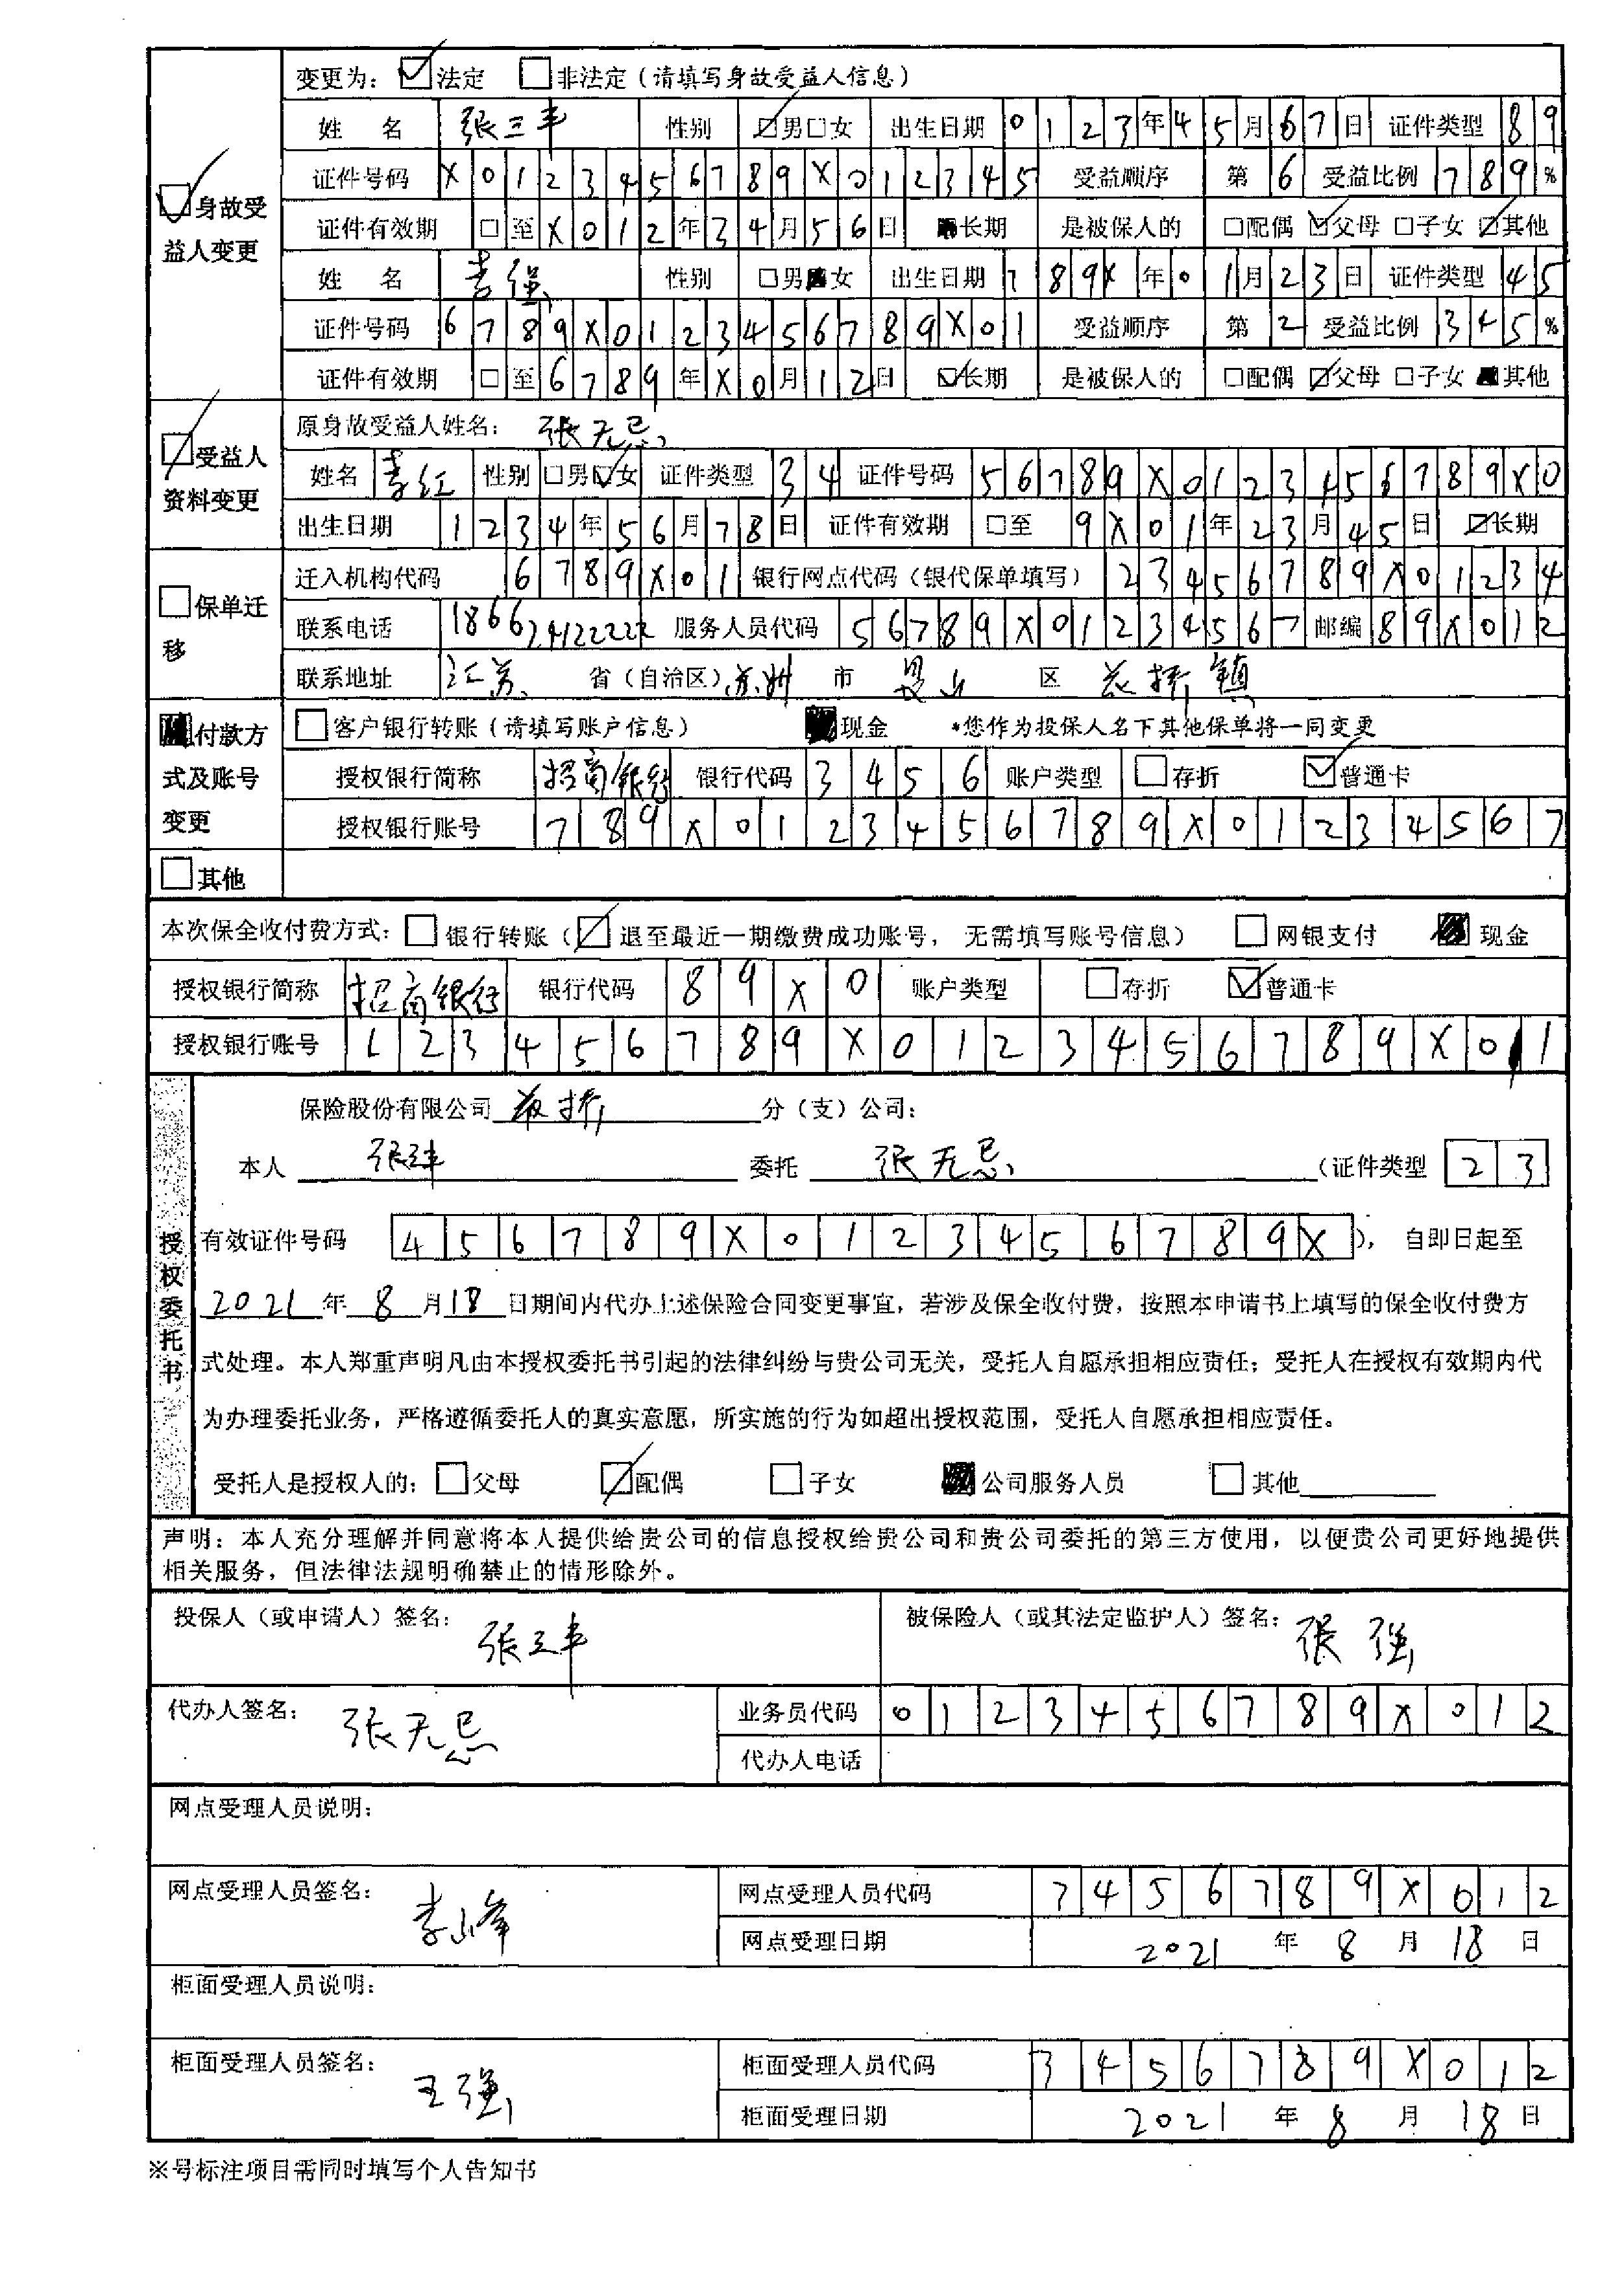 变更为：☑法定 □非法定（请填写身故受益人信息）
☑身故受益人变更
姓 名 张三丰 性别 ☑男□女 出生日期 0123年45月67日 证件类型 89
证件号码 X0123456789X012345 受益顺序 第6 受益比例 789%
证件有效期 □至X012年34月56日 ■长期 是被保人的 □配偶☑父母□子女☑其他
姓 名 李强 性别 □男■女 出生日期 789X年01月23日 证件类型 45
证件号码 6789X0123456789X01 受益顺序 第2 受益比例 345%
证件有效期 □至6789年X0月12日 ☑长期 是被保人的 □配偶☑父母□子女■其他
☑受益人资料变更
原身故受益人姓名： 张无忌
姓名 李红 性别 □男☑女 证件类型 34 证件号码 56789X0123456789X0
出生日期 1234年56月78日 证件有效期 □至 9X01年23月45日 ☑长期
□保单迁移
迁入机构代码 6789X01 银行网点代码（银代保单填写） 23456789X01234
联系电话 服务人员代码 56789X01234567 邮编 89X012
联系地址 江苏 省（自治区）苏州 市 昆山 区 花桥镇
■付款方式及账号变更
□客户银行转账（请填写账户信息） ■现金 *您作为投保人名下其他保单将一同变更
授权银行简称 招商银行 银行代码 3456 账户类型 □存折 ☑普通卡
授权银行账号 789X0123456789X01234567
□其他
本次保全收付费方式：□银行转账（☑退至最近一期缴费成功账号， 无需填写账号信息） □网银支付 ■现金
授权银行简称 招商银行 银行代码 89X0 账户类型 □存折 ☑普通卡
授权银行账号 123456789X0123456789X01
授权委托书
保险股份有限公司 花桥 分（支）公司：
本人 张三丰 委托 张无忌 （证件类型 23
有效证件号码 456789X0123456789X ）， 自即日起至
2021 年 8 月 18 日期间内代办上述保险合同变更事宜，若涉及保全收付费，按照本申请书上填写的保全收付费方
式处理。本人郑重声明凡由本授权委托书引起的法律纠纷与贵公司无关，受托人自愿承担相应责任；受托人在授权有效期内代
为办理委托业务，严格遵循委托人的真实意愿，所实施的行为如超出授权范围，受托人自愿承担相应责任。
受托人是授权人的：□父母 ☑配偶 □子女 ■公司服务人员 □其他
声明：本人充分理解并同意将本人提供给贵公司的信息授权给贵公司和贵公司委托的第三方使用，以便贵公司更好地提供
相关服务，但法律法规明确禁止的情形除外。
投保人（或申请人）签名： 张三丰 被保险人（或其法定监护人）签名： 张强
代办人签名： 张无忌 业务员代码 0123456789X012
代办人电话
网点受理人员说明：
网点受理人员签名： 李山峰 网点受理人员代码 3456789X012
网点受理日期 2021 年 8 月 18 日
柜面受理人员说明：
柜面受理人员签名： 王强 柜面受理人员代码 3456789X012
柜面受理日期 2021 年 8 月 18 日
※号标注项目需同时填写个人告知书